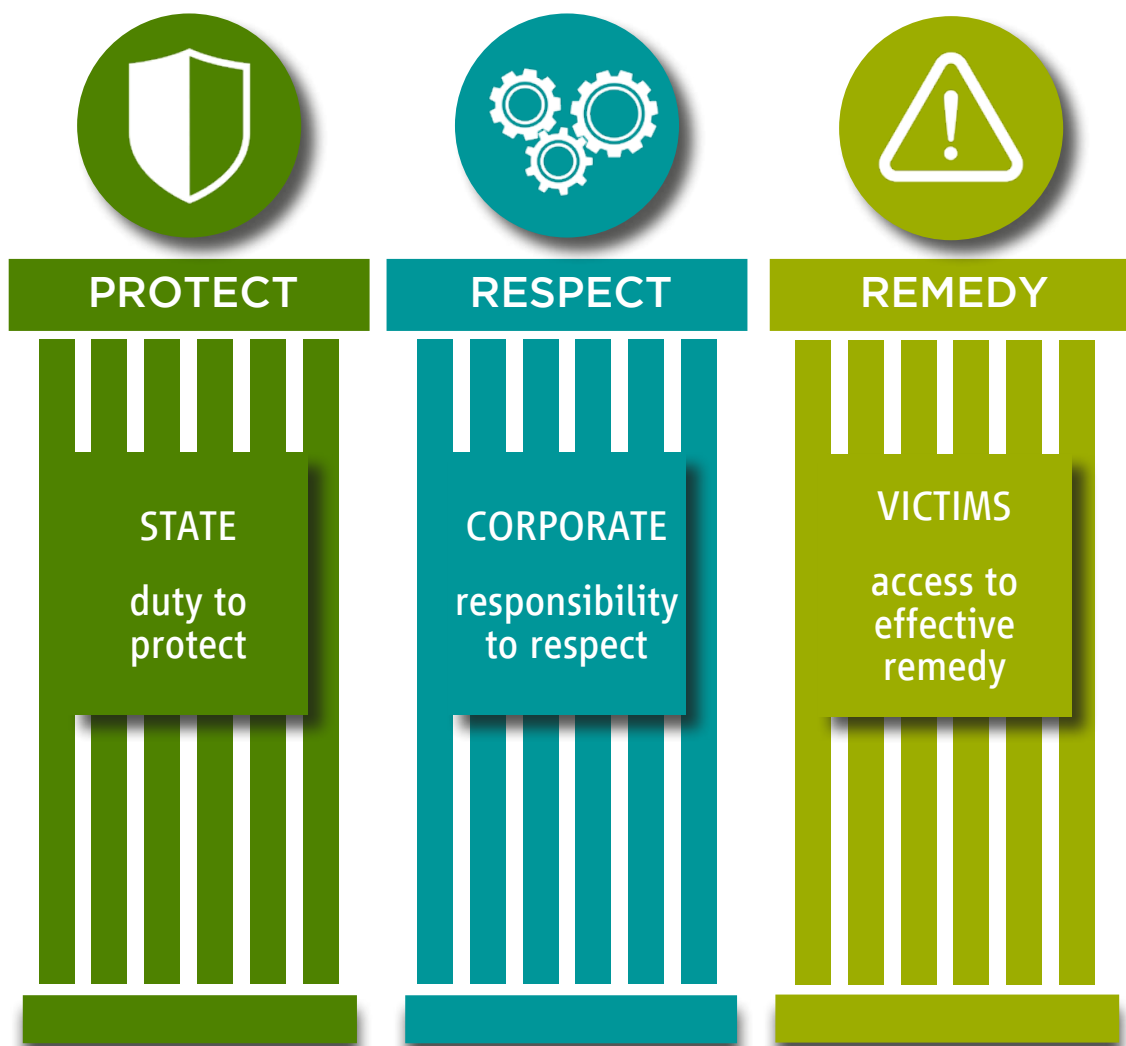 PROTECT
RESPECT
REMEDY
STATE
duty to
protect
CORPORATE
responsibility
to respect
VICTIMS
access to
effective
remedy